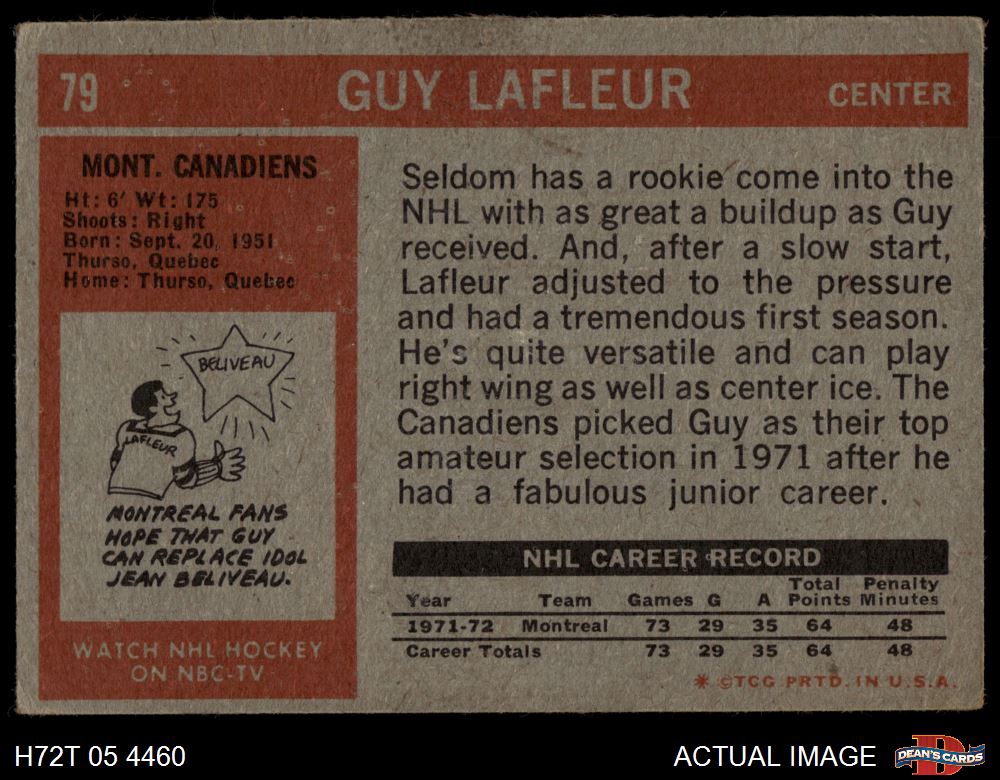 79 GUY LAFLEUR CENTER
MONT. CANADIENS
Ht: 6' Wt: 175
Shoots: Right
Born: Sept. 20, 1951
Thurso, Quebec
Home: Thurso, Quebec
BELIVEAU
LAFLEUR
MONTREAL FANS
HOPE THAT GUY
CAN REPLACE IDOL
JEAN BELIVEAU.
WATCH NHL HOCKEY
ON NBC-TV
Seldom has a rookie come into the
NHL with as great a buildup as Guy
received. And, after a slow start,
Lafleur adjusted to the pressure
and had a tremendous first season.
He's quite versatile and can play
right wing as well as center ice. The
Canadiens picked Guy as their top
amateur selection in 1971 after he
had a fabulous junior career.
NHL CAREER RECORD
Total Penalty
Year Team Games G A Points Minutes
1971-72 Montreal 73 29 35 64 48
Career Totals 73 29 35 64 48
* ©TCG PRTD. IN U.S.A.
H72T 05 4460 ACTUAL IMAGE
D
DEAN'S CARDS